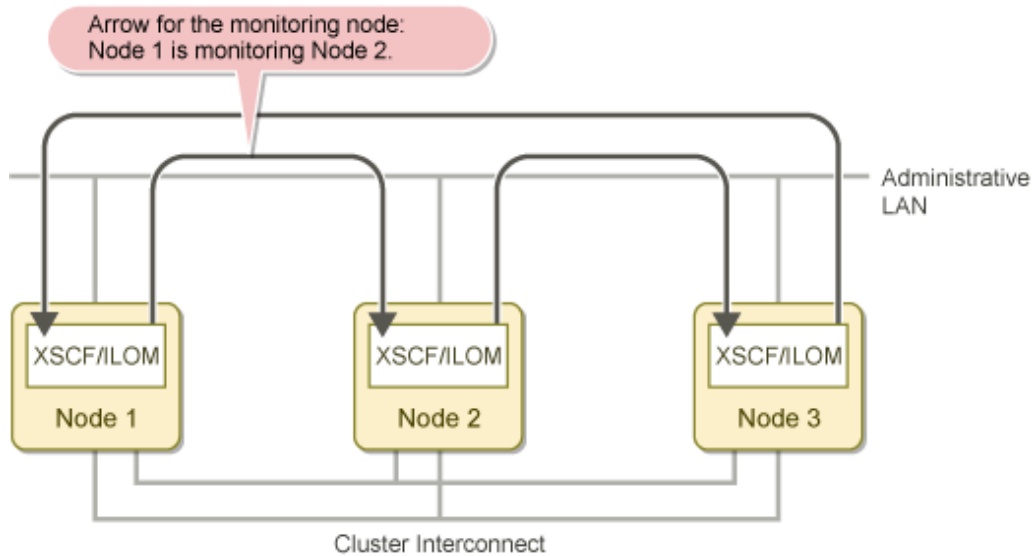 Arrow for the monitoring node:
Node 1 is monitoring Node 2.
Administrative
LAN
XSCF/ILOM
XSCF/ILOM
XSCF/ILOM
Node 1
Node 2
Node 3
Cluster Interconnect